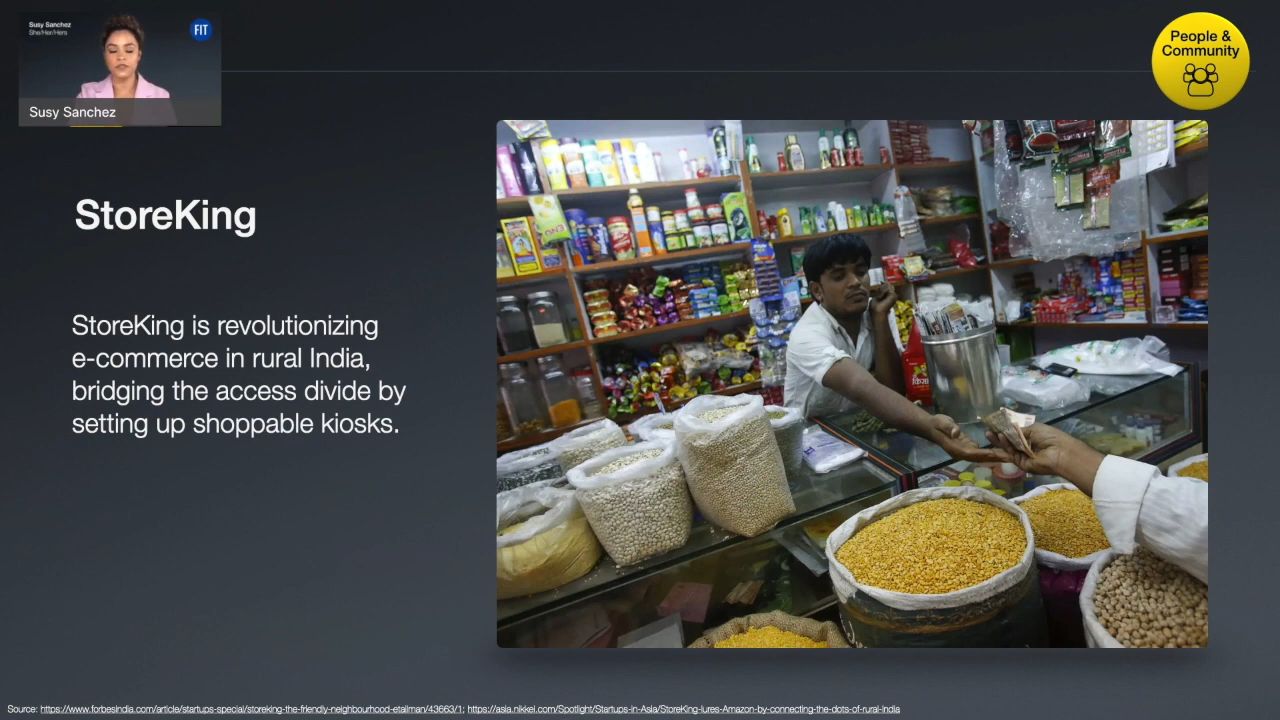 Susy Sanchez
She/Her/Hers
FIT
Susy Sanchez
People &
Community
StoreKing
StoreKing is revolutionizing
e-commerce in rural India,
bridging the access divide by
setting up shoppable kiosks.
Source: https://www.forbesindia.com/article/startups-special/storeking-the-friendly-neighbourhood-etailman/43663/1; https://asia.nikkei.com/Spotlight/Startups-in-Asia/StoreKing-lures-Amazon-by-connecting-the-dots-of-rural-India